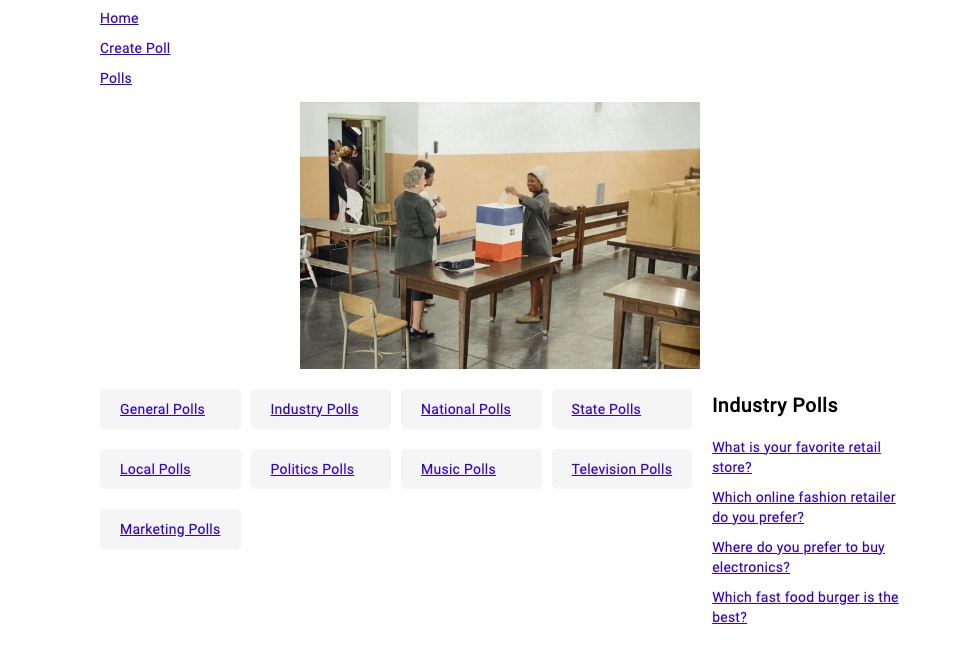 Home
Create Poll
Polls
General Polls
Industry Polls
National Polls
State Polls
Local Polls
Politics Polls
Music Polls
Television Polls
Marketing Polls
Industry Polls
What is your favorite retail
store?
Which online fashion retailer
do you prefer?
Where do you prefer to buy
electronics?
Which fast food burger is the
best?